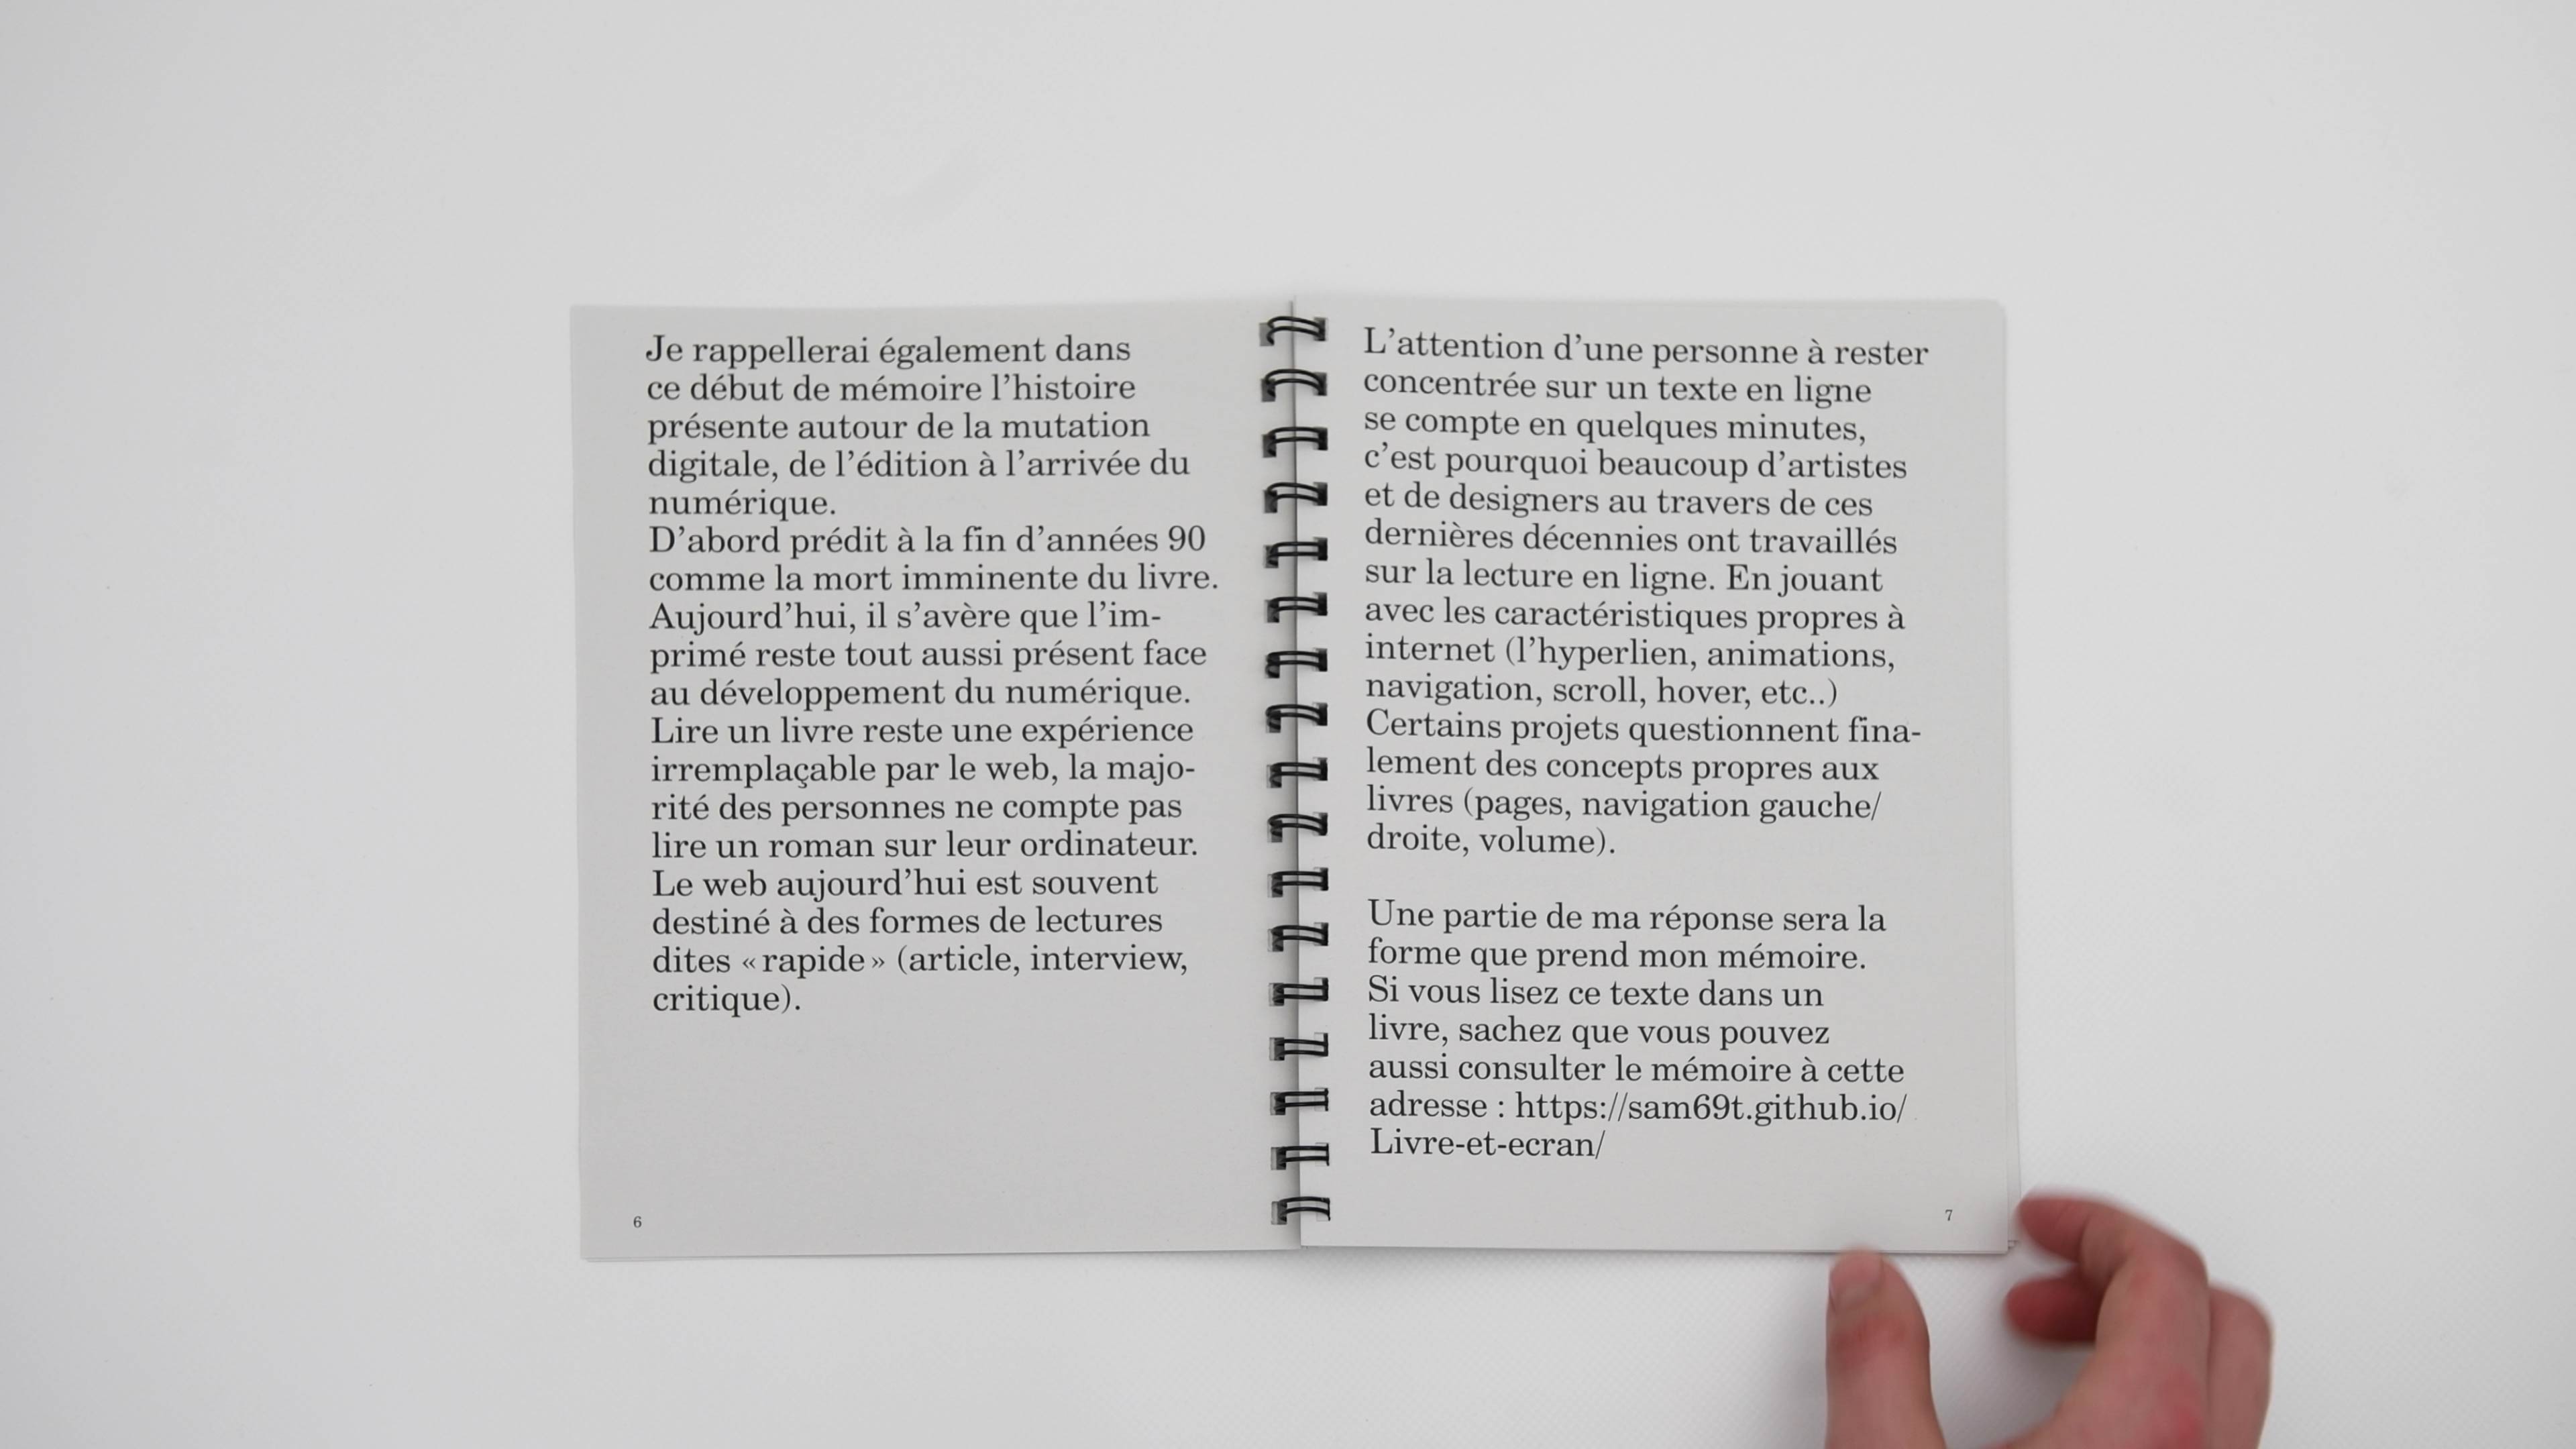 Je rappellerai également dans
ce début de mémoire l’histoire
présente autour de la mutation
digitale, de l’édition à l’arrivée du
numérique.
D’abord prédit à la fin d’années 90
comme la mort imminente du livre.
Aujourd’hui, il s’avère que l’im-
primé reste tout aussi présent face
au développement du numérique.
Lire un livre reste une expérience
irremplaçable par le web, la majo-
rité des personnes ne compte pas
lire un roman sur leur ordinateur.
Le web aujourd’hui est souvent
destiné à des formes de lectures
dites « rapide » (article, interview,
critique).
6
L’attention d’une personne à rester
concentrée sur un texte en ligne
se compte en quelques minutes,
c’est pourquoi beaucoup d’artistes
et de designers au travers de ces
dernières décennies ont travaillés
sur la lecture en ligne. En jouant
avec les caractéristiques propres à
internet (l’hyperlien, animations,
navigation, scroll, hover, etc..)
Certains projets questionnent fina-
lement des concepts propres aux
livres (pages, navigation gauche/
droite, volume).
Une partie de ma réponse sera la
forme que prend mon mémoire.
Si vous lisez ce texte dans un
livre, sachez que vous pouvez
aussi consulter le mémoire à cette
adresse : https://sam69t.github.io/
Livre-et-ecran/
7